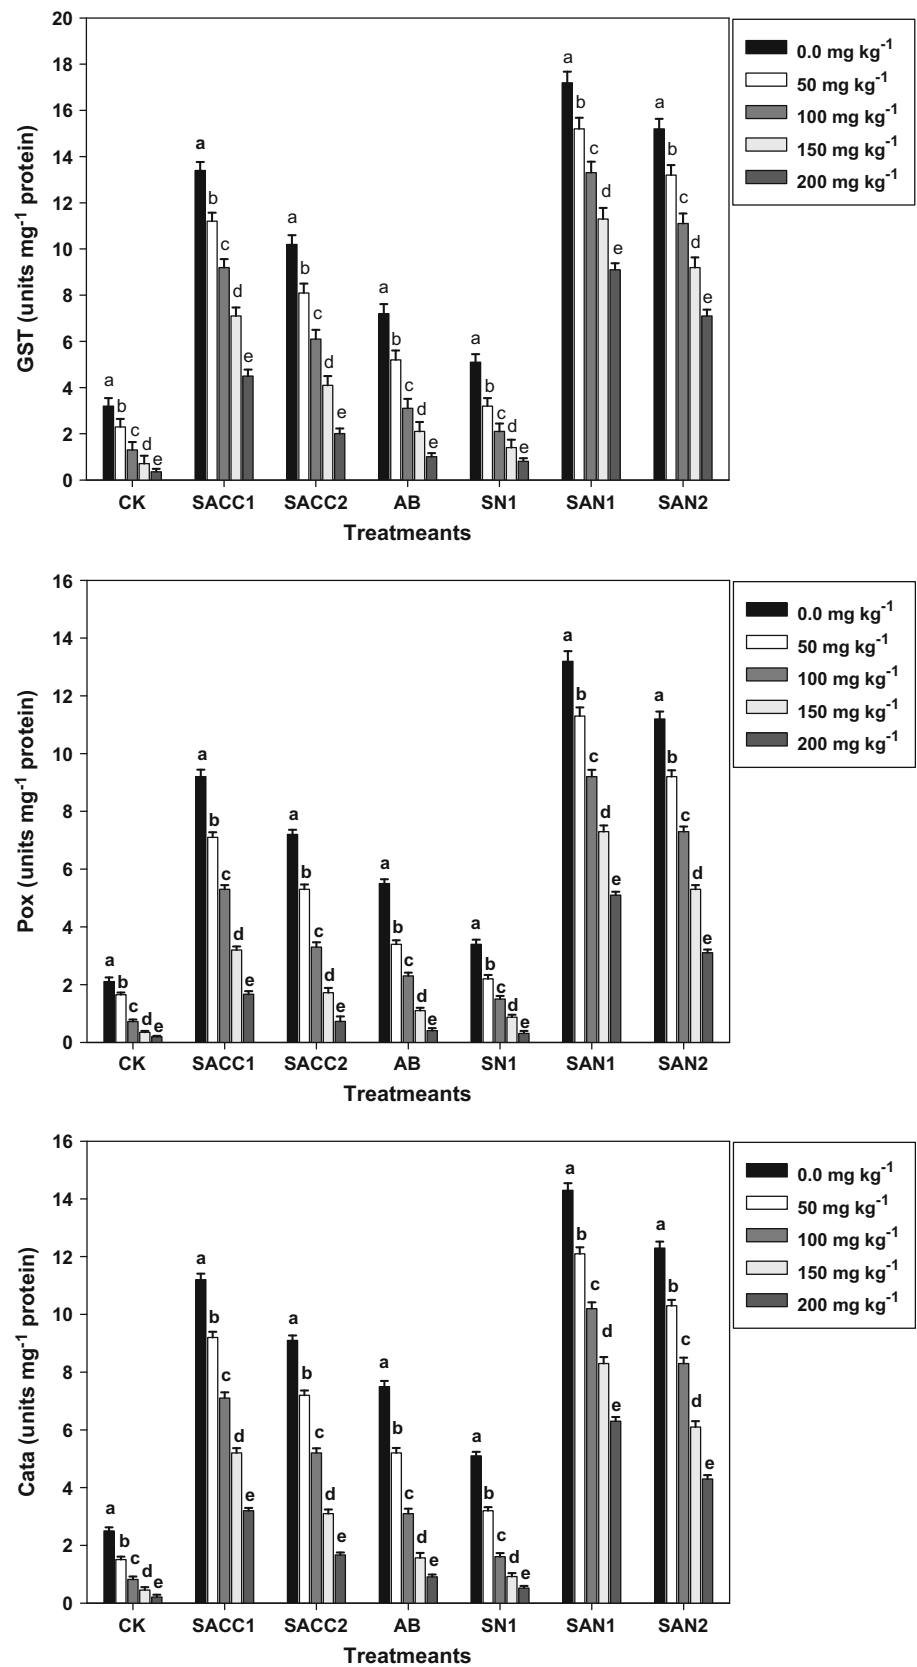 20
18
16
14
12
10
8
6
4
2
0
GST (units mg-1 protein)
a b c d e
a b c d e
a b c d e
a b c d e
a b c d e
a b c d e
a b c d e
CK SACC1 SACC2 AB SN1 SAN1 SAN2
Treatmeants
0.0 mg kg-1
50 mg kg-1
100 mg kg-1
150 mg kg-1
200 mg kg-1
16
14
12
10
8
6
4
2
0
Pox (units mg-1 protein)
a b c d e
a b c d e
a b c d e
a b c d e
a b c d e
a b c d e
a b c d e
CK SACC1 SACC2 AB SN1 SAN1 SAN2
Treatmeants
0.0 mg kg-1
50 mg kg-1
100 mg kg-1
150 mg kg-1
200 mg kg-1
16
14
12
10
8
6
4
2
0
Cata (units mg-1 protein)
a b c d e
a b c d e
a b c d e
a b c d e
a b c d e
a b c d e
a b c d e
CK SACC1 SACC2 AB SN1 SAN1 SAN2
Treatmeants
0.0 mg kg-1
50 mg kg-1
100 mg kg-1
150 mg kg-1
200 mg kg-1